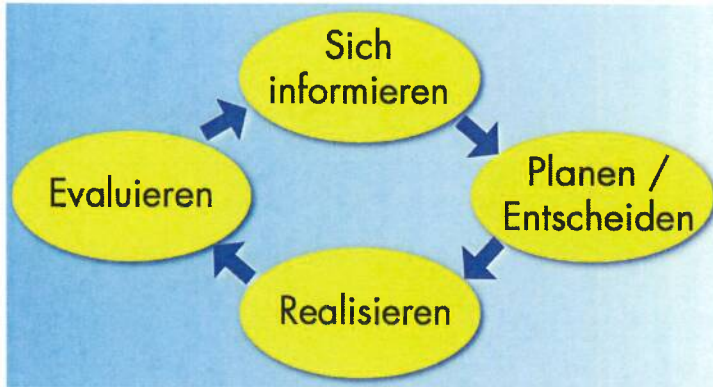 Sich
informieren
Planen /
Entscheiden
Realisieren
Evaluieren